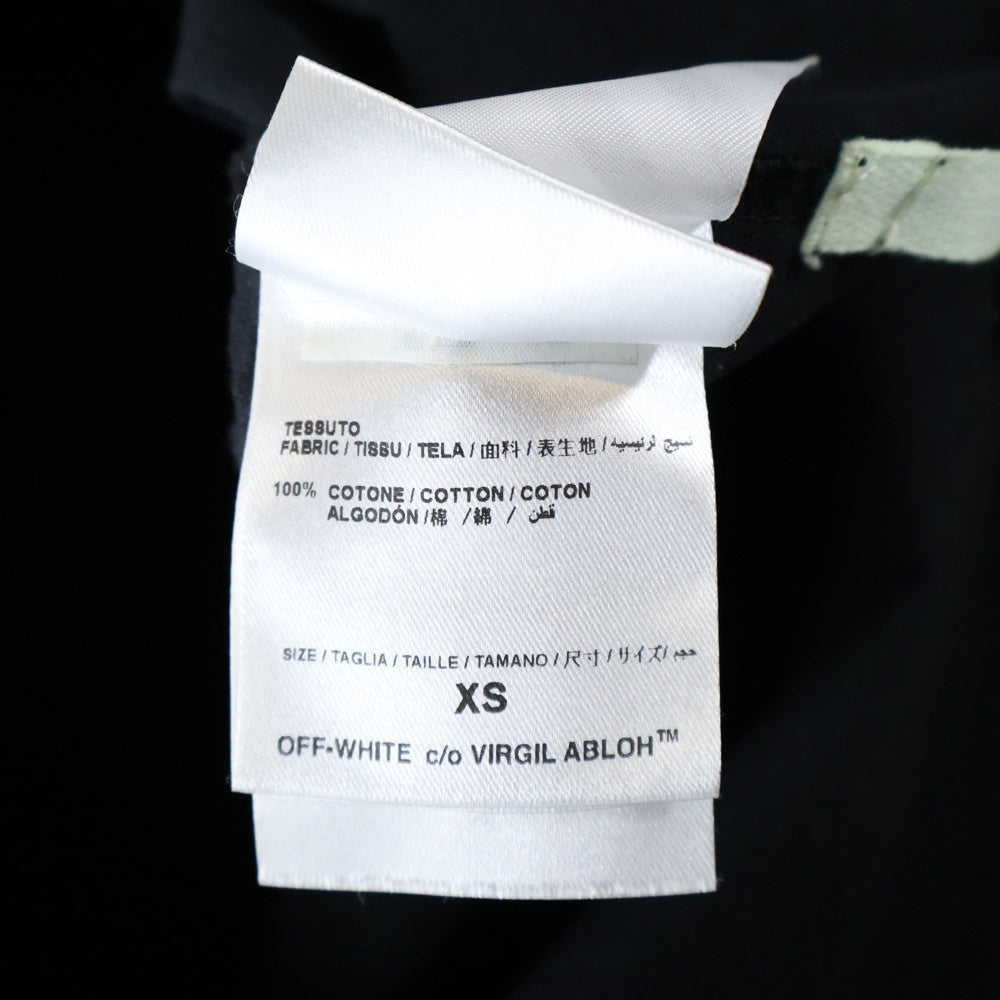 TESSUTO
FABRIC / TISSU / TELA / 面料 / 表生地 / نسيج لرئيسيه
100% COTONE / COTTON / COTON
ALGODÓN / 棉 / 綿 / قطن
SIZE / TAGLIA / TAILLE / TAMANO / 尺寸 / サイズ / حجم
XS
OFF-WHITE c/o VIRGIL ABLOH™